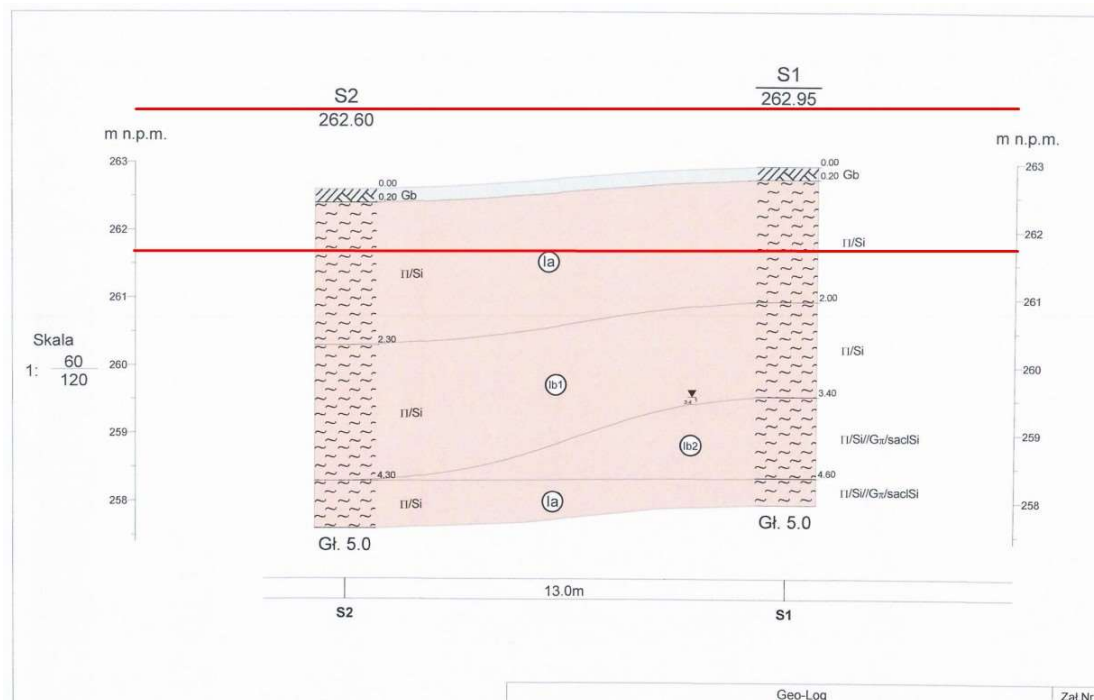 S2
262.60
S1
262.95
m n.p.m.
m n.p.m.
263
262
261
260
259
258
263
262
261
260
259
258
Skala
1: 60
120
0.00
0.20 Gb
Π/Si
2.30
Π/Si
4.30
Π/Si
Gł. 5.0
Ia
Ib1
Ib2
Ia
0.00
0.20 Gb
Π/Si
2.00
Π/Si
3.40
Π/Si//Gπ/saclSi
4.60
Π/Si//Gπ/saclSi
Gł. 5.0
13.0m
S2
S1
Geo-Log
Zał.Nr